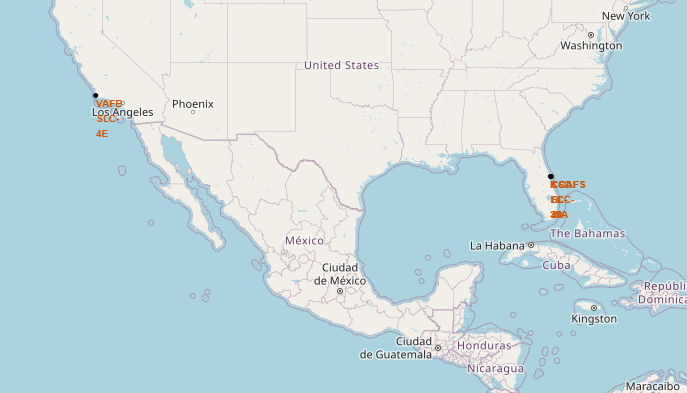 New York
Washington
United States
VAFB
SLC-
4E
Los Angeles
Phoenix
The Bahamas
La Habana
Cuba
México
Ciudad
de México
Kingston
Ciudad
de Guatemala
Honduras
Nicaragua
Maracaibo